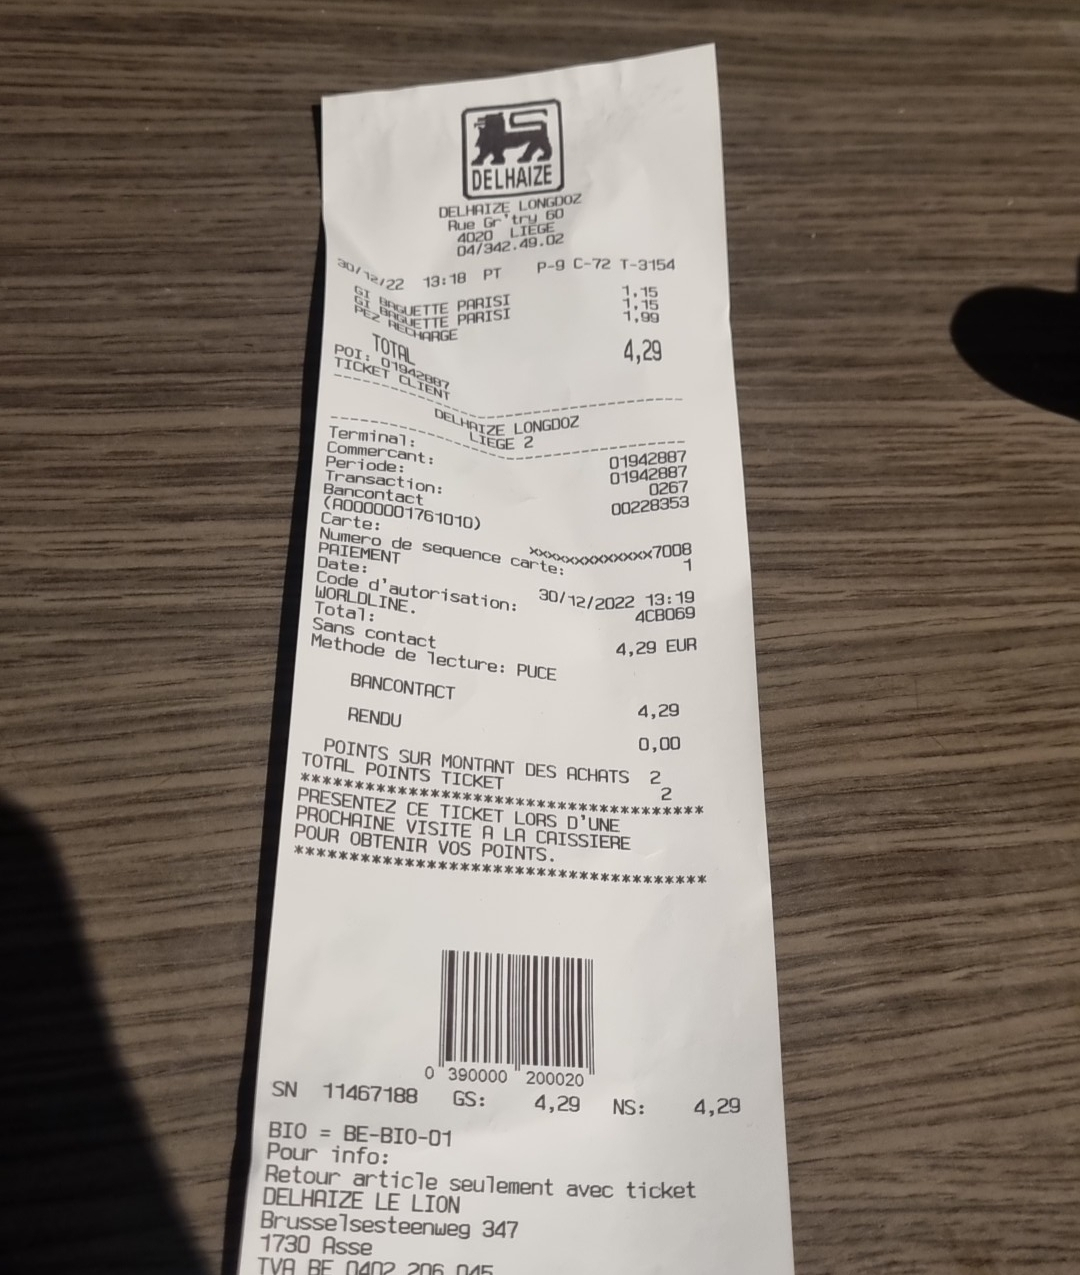 DELHAIZE
DELHAIZE LONGDOZ
Rue Gr'try 60
4020 LIEGE
04/342.49.02
30/12/22 13:18 PT P-9 C-72 T-3154
GI BAGUETTE PARISI 1,15
GI BAGUETTE PARISI 1,15
PEZ RECHARGE 1,99
TOTAL 4,29
POI: 01942887
TICKET CLIENT
DELHAIZE LONGDOZ
LIEGE 2
Terminal: 01942887
Commercant: 01942887
Periode: 0267
Transaction: 00228353
Bancontact
(A0000001761010)
Carte: xxxxxxxxxxxxx7008
Numero de sequence carte: 1
PAIEMENT
Date: 30/12/2022 13:19
Code d'autorisation: 4CB069
WORLDLINE.
Total: 4,29 EUR
Sans contact
Methode de lecture: PUCE
BANCONTACT 4,29
RENDU 0,00
POINTS SUR MONTANT DES ACHATS 2
TOTAL POINTS TICKET 2
**************************************
PRESENTEZ CE TICKET LORS D'UNE
PROCHAINE VISITE A LA CAISSIERE
POUR OBTENIR VOS POINTS.
**************************************
0 390000 200020
SN 11467188 GS: 4,29 NS: 4,29
BIO = BE-BIO-01
Pour info:
Retour article seulement avec ticket
DELHAIZE LE LION
Brusselsesteenweg 347
1730 Asse
TVA BE 0402 206 045